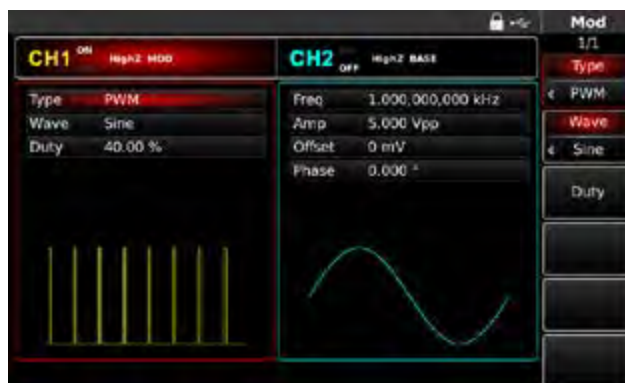 Mod
1/1
CH1 ON HighZ MOD
CH2 OFF HighZ BASE
Type PWM
Wave Sine
Duty 40.00 %
Freq 1.000,000,000 kHz
Amp 5.000 Vpp
Offset 0 mV
Phase 0.000 °
Type
PWM
Wave
Sine
Duty